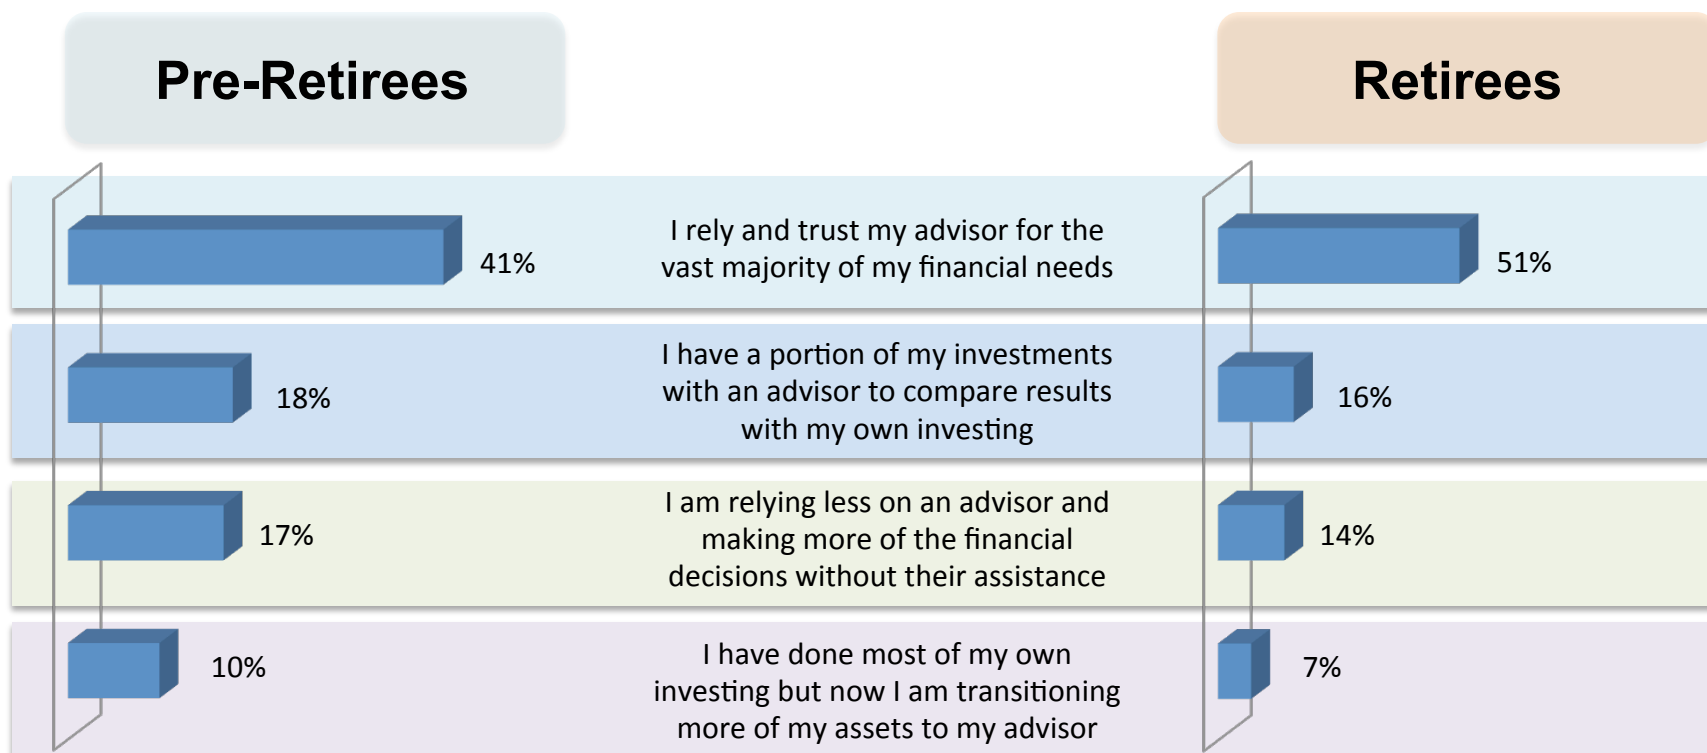 Pre-Retirees
Retirees
41%
I rely and trust my advisor for the
vast majority of my financial needs
51%
18%
I have a portion of my investments
with an advisor to compare results
with my own investing
16%
17%
I am relying less on an advisor and
making more of the financial
decisions without their assistance
14%
10%
I have done most of my own
investing but now I am transitioning
more of my assets to my advisor
7%